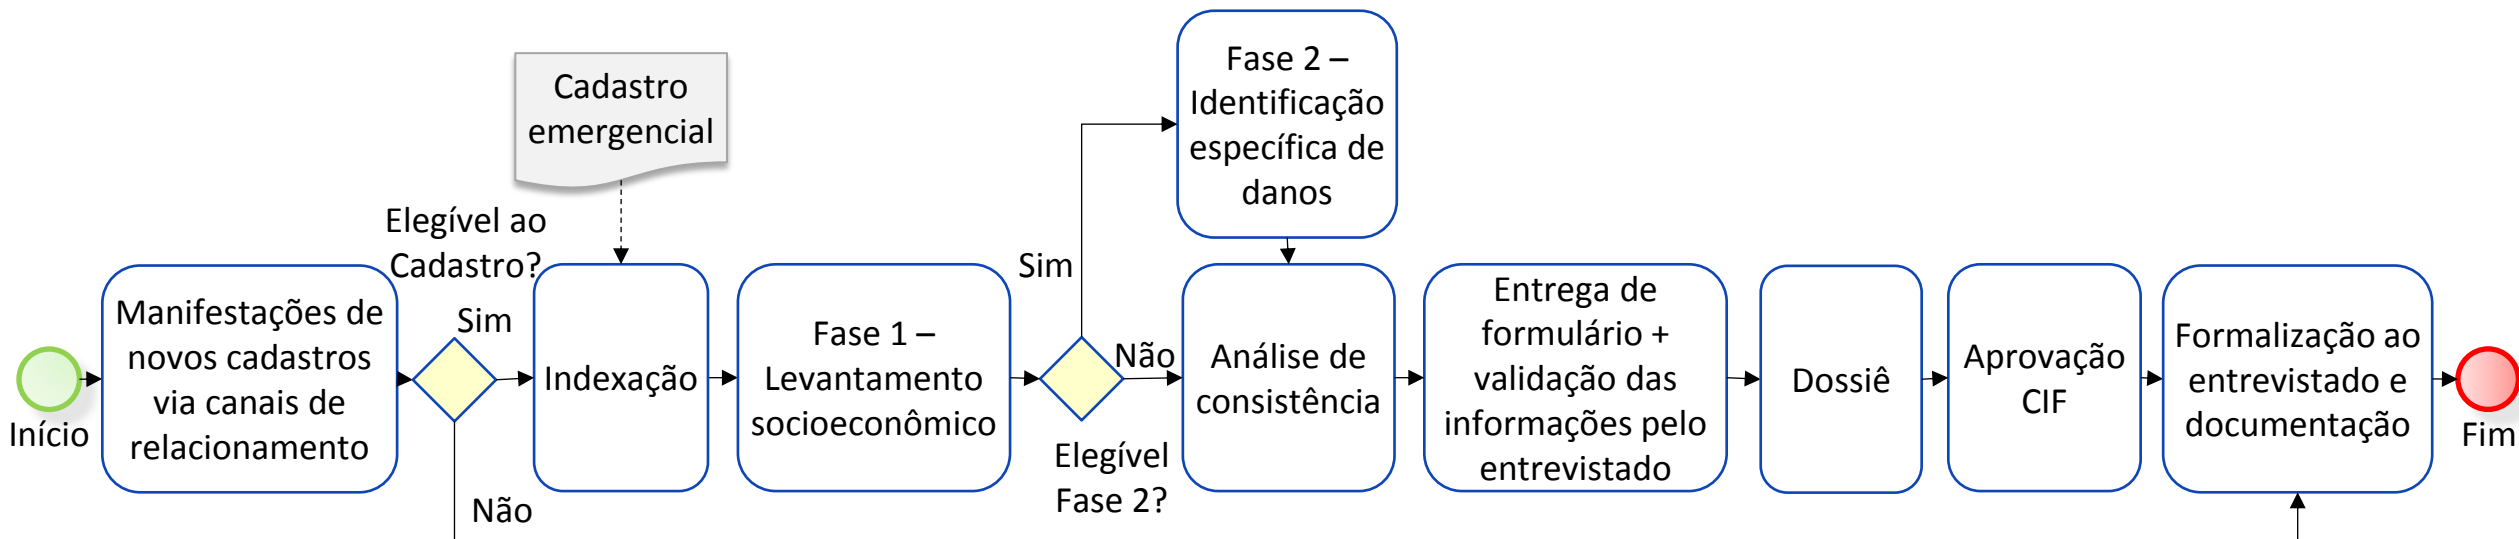 Início
Manifestações de
novos cadastros
via canais de
relacionamento
Elegível ao
Cadastro?
Sim
Não
Cadastro
emergencial
Indexação
Fase 1 –
Levantamento
socioeconômico
Elegível
Fase 2?
Sim
Não
Fase 2 –
Identificação
específica de
danos
Análise de
consistência
Entrega de
formulário +
validação das
informações pelo
entrevistado
Dossiê
Aprovação
CIF
Formalização ao
entrevistado e
documentação
Fim